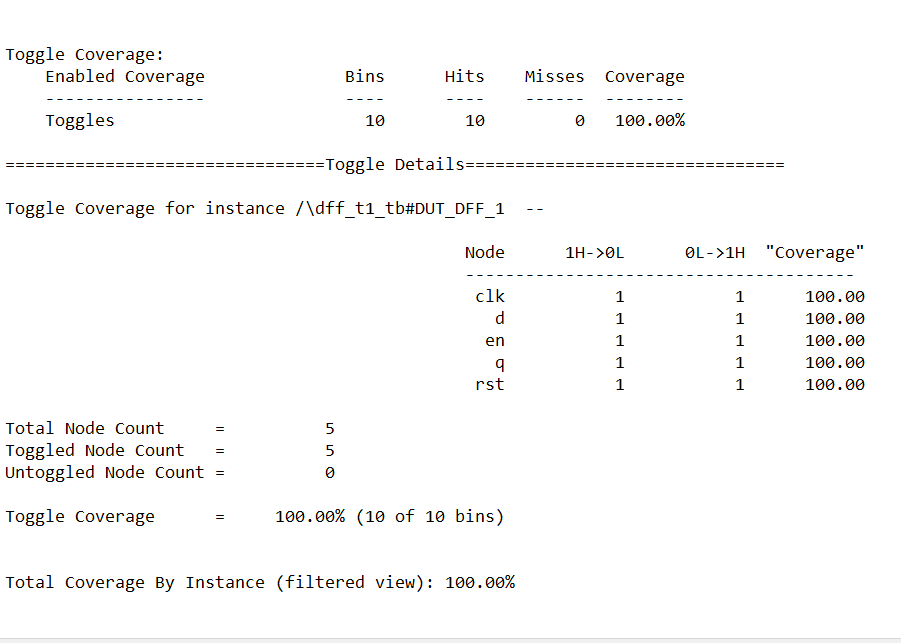 Toggle Coverage:
    Enabled Coverage              Bins      Hits    Misses  Coverage
    ----------------              ----      ----    ------  --------
    Toggles                         10        10         0   100.00%
================================Toggle Details================================
Toggle Coverage for instance /\dff_t1_tb#DUT_DFF_1  --
                                              Node      1H->0L      0L->1H  "Coverage"
                                              ---------------------------------------
                                               clk           1           1      100.00
                                                 d           1           1      100.00
                                                en           1           1      100.00
                                                 q           1           1      100.00
                                               rst           1           1      100.00
Total Node Count     =          5
Toggled Node Count   =          5
Untoggled Node Count =          0
Toggle Coverage      =     100.00% (10 of 10 bins)
Total Coverage By Instance (filtered view): 100.00%